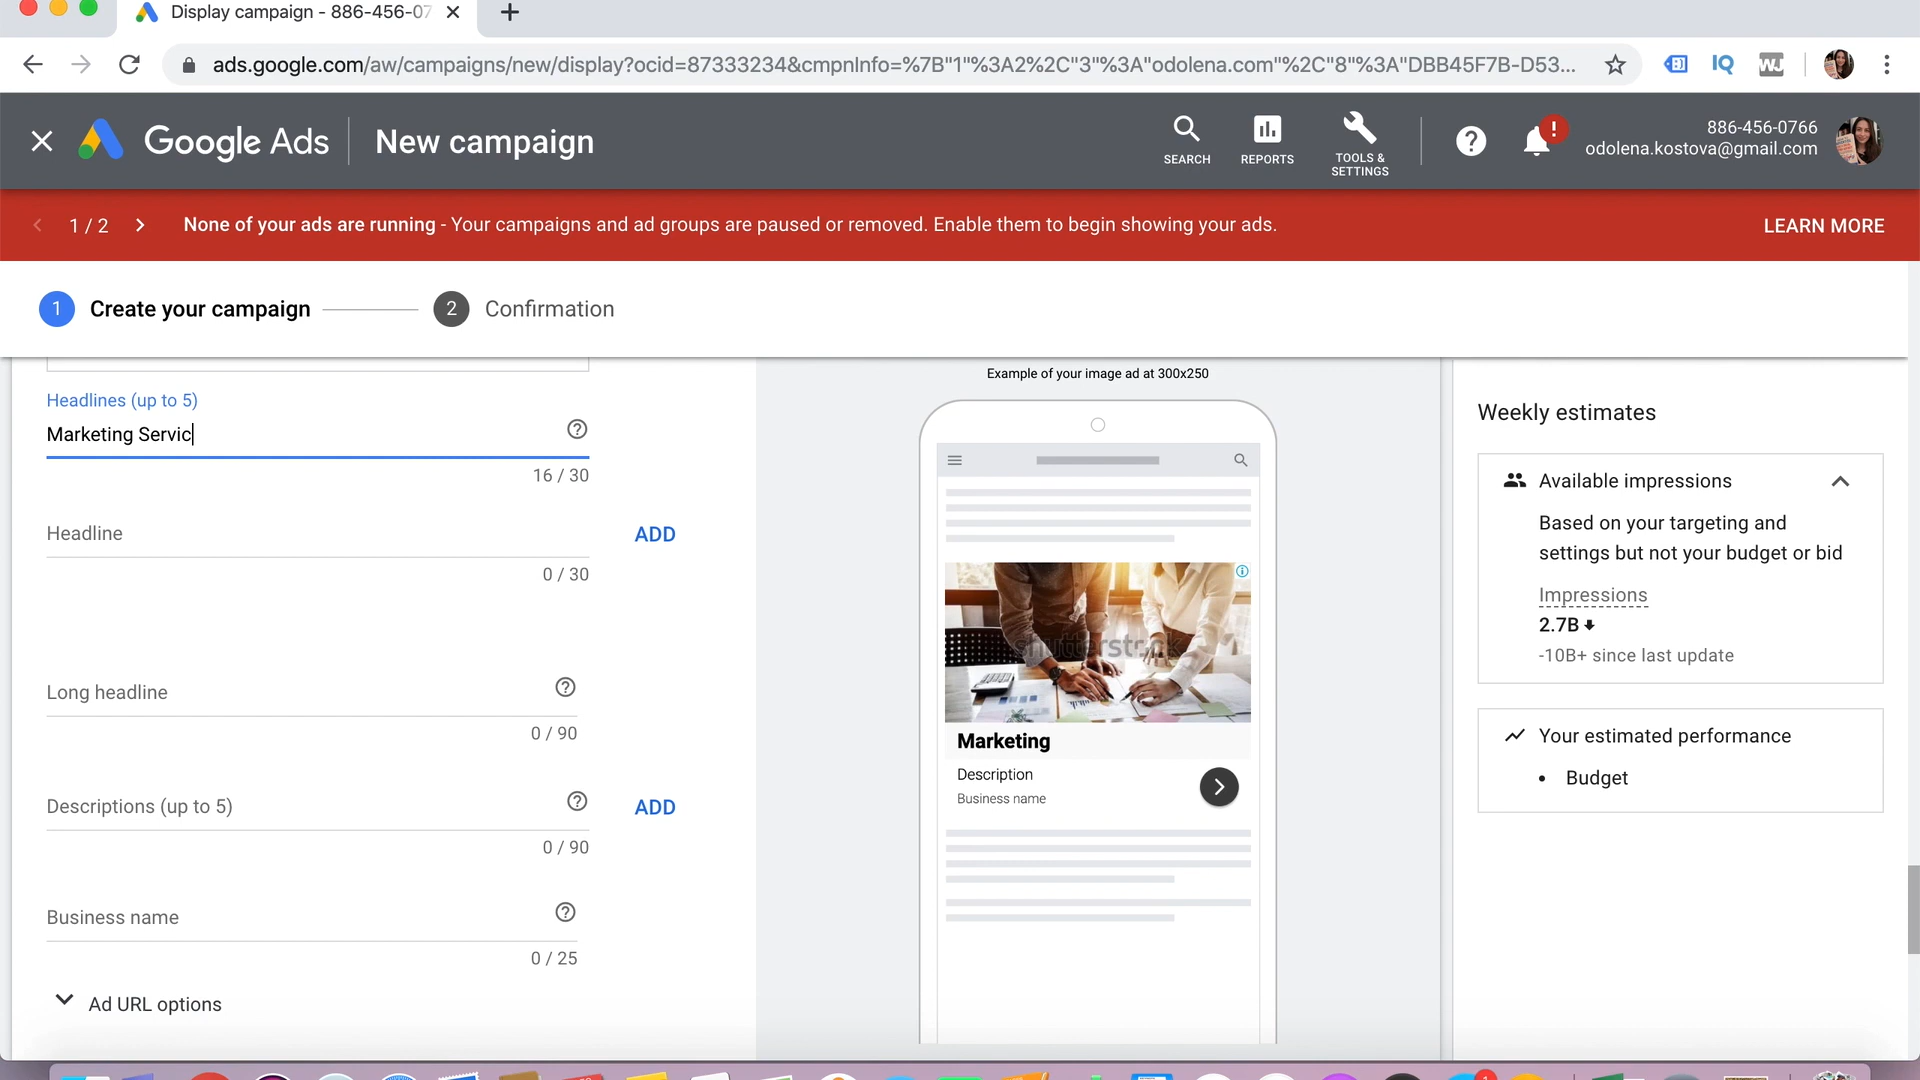 Display campaign - 886-456-07
ads.google.com/aw/campaigns/new/display?ocid=87333234&cmpnInfo=%7B"1"%3A2%2C"3"%3A"odolena.com"%2C"8"%3A"DBB45F7B-D53...
IQ
WJ
Google Ads
New campaign
SEARCH
REPORTS
TOOLS &
SETTINGS
886-456-0766
odolena.kostova@gmail.com
1 / 2
None of your ads are running - Your campaigns and ad groups are paused or removed. Enable them to begin showing your ads.
LEARN MORE
1
Create your campaign
2
Confirmation
Headlines (up to 5)
Marketing Servic
16 / 30
Headline
ADD
0 / 30
Long headline
0 / 90
Descriptions (up to 5)
ADD
0 / 90
Business name
0 / 25
Ad URL options
Example of your image ad at 300x250
shutterstock
Marketing
Description
Business name
Weekly estimates
Available impressions
Based on your targeting and
settings but not your budget or bid
Impressions
2.7B
-10B+ since last update
Your estimated performance
• Budget